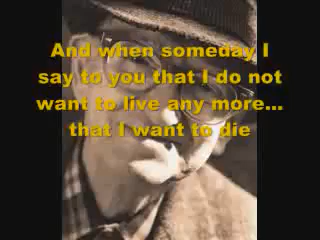 And when someday I
say to you that I do not
want to live any more...
that I want to die